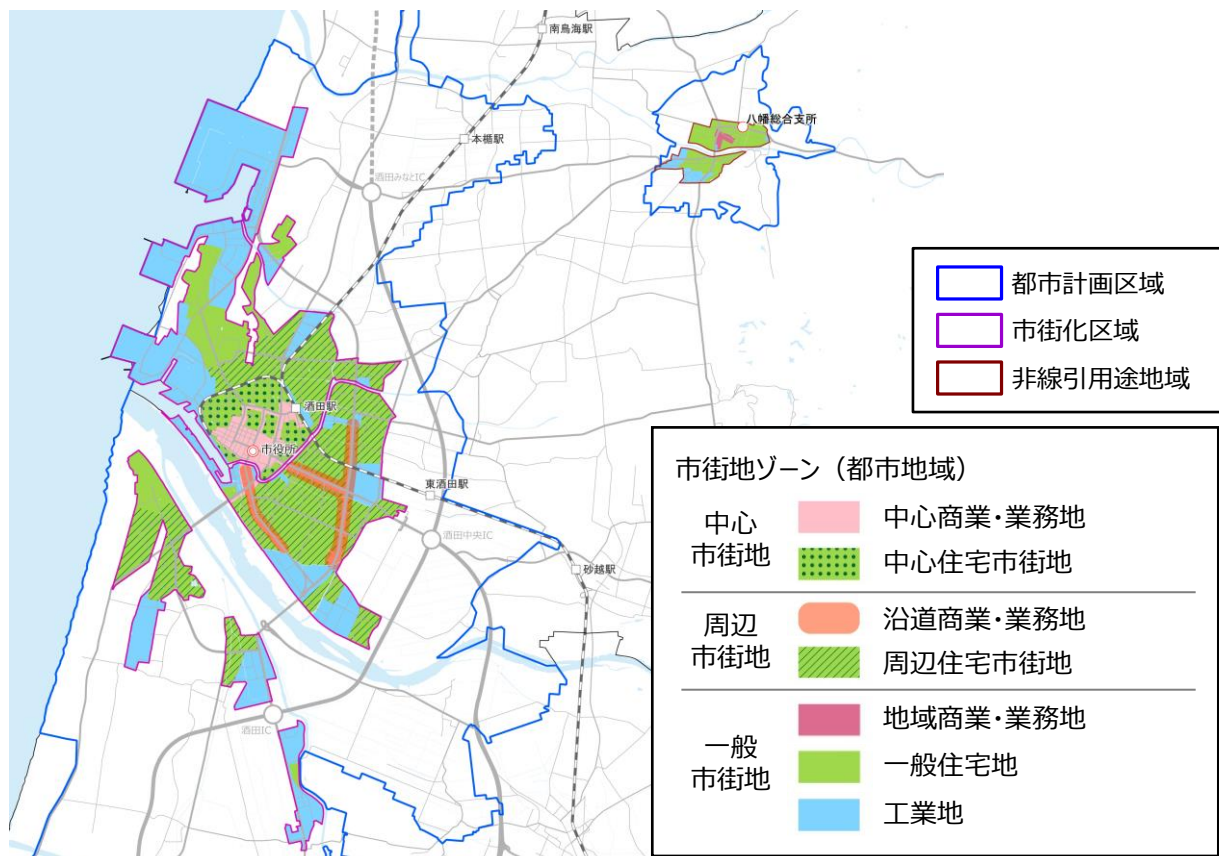 南鳥海駅
八幡総合支所
本楯駅
酒田みなとIC
都市計画区域
市街化区域
非線引用途地域
酒田駅
市役所
東酒田駅
酒田中央IC
砂越駅
酒田IC
市街地ゾーン（都市地域）
中心
市街地
中心商業・業務地
中心住宅市街地
周辺
市街地
沿道商業・業務地
周辺住宅市街地
一般
市街地
地域商業・業務地
一般住宅地
工業地